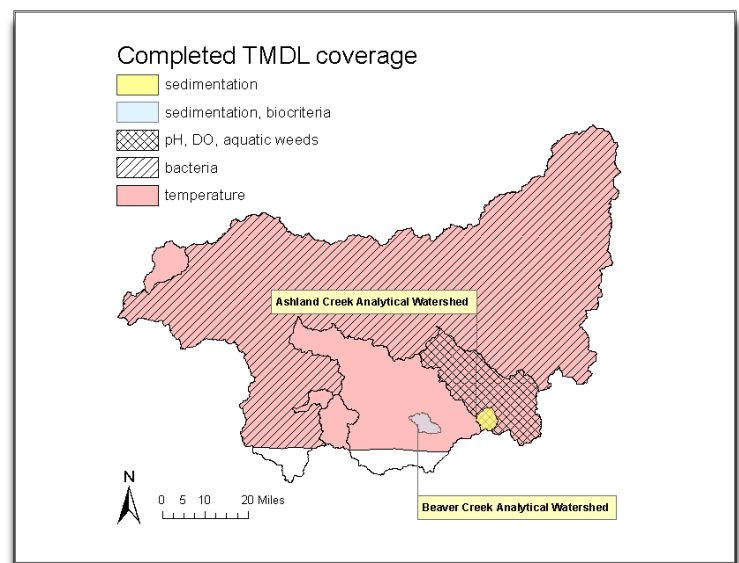 Completed TMDL coverage
sedimentation
sedimentation, biocriteria
pH, DO, aquatic weeds
bacteria
temperature
Ashland Creek Analytical Watershed
N
0 5 10 20 Miles
Beaver Creek Analytical Watershed